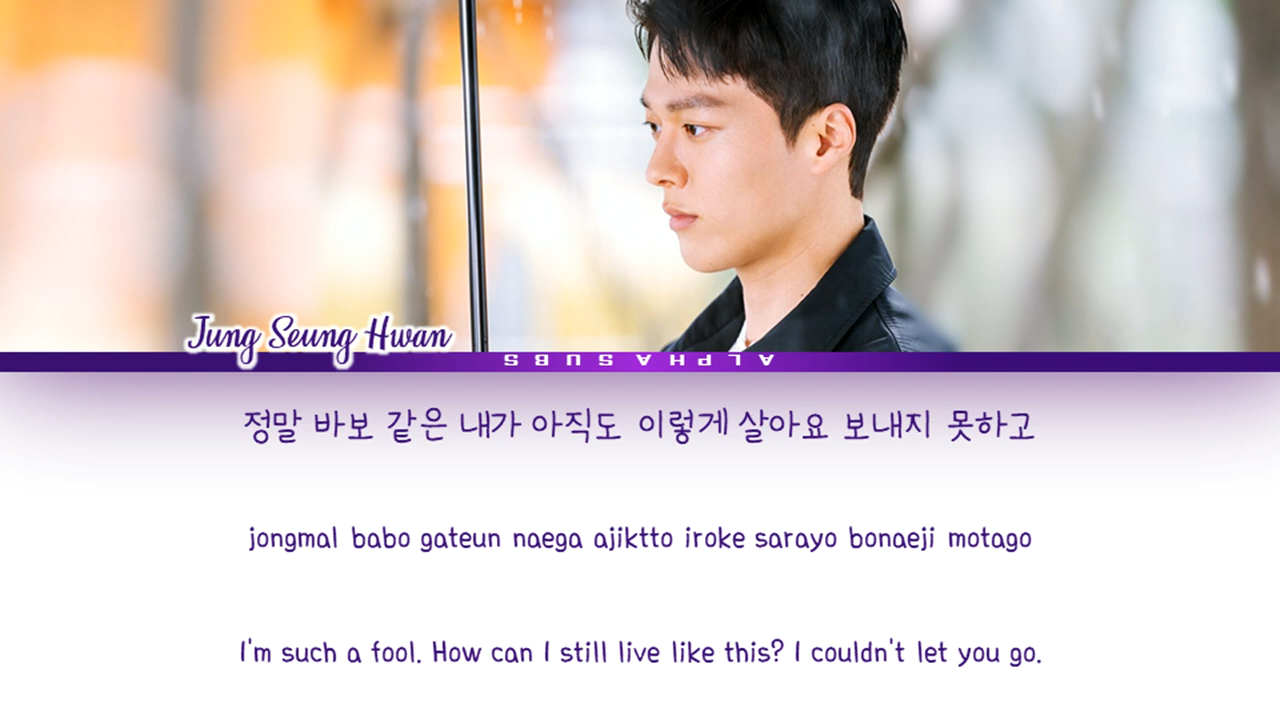 Jung Seung Hwan
ALPHASUBS
정말 바보 같은 내가 아직도 이렇게 살아요 보내지 못하고
jongmal babo gateun naega ajiktto iroke sarayo bonaeji motago
I'm such a fool. How can I still live like this? I couldn't let you go.